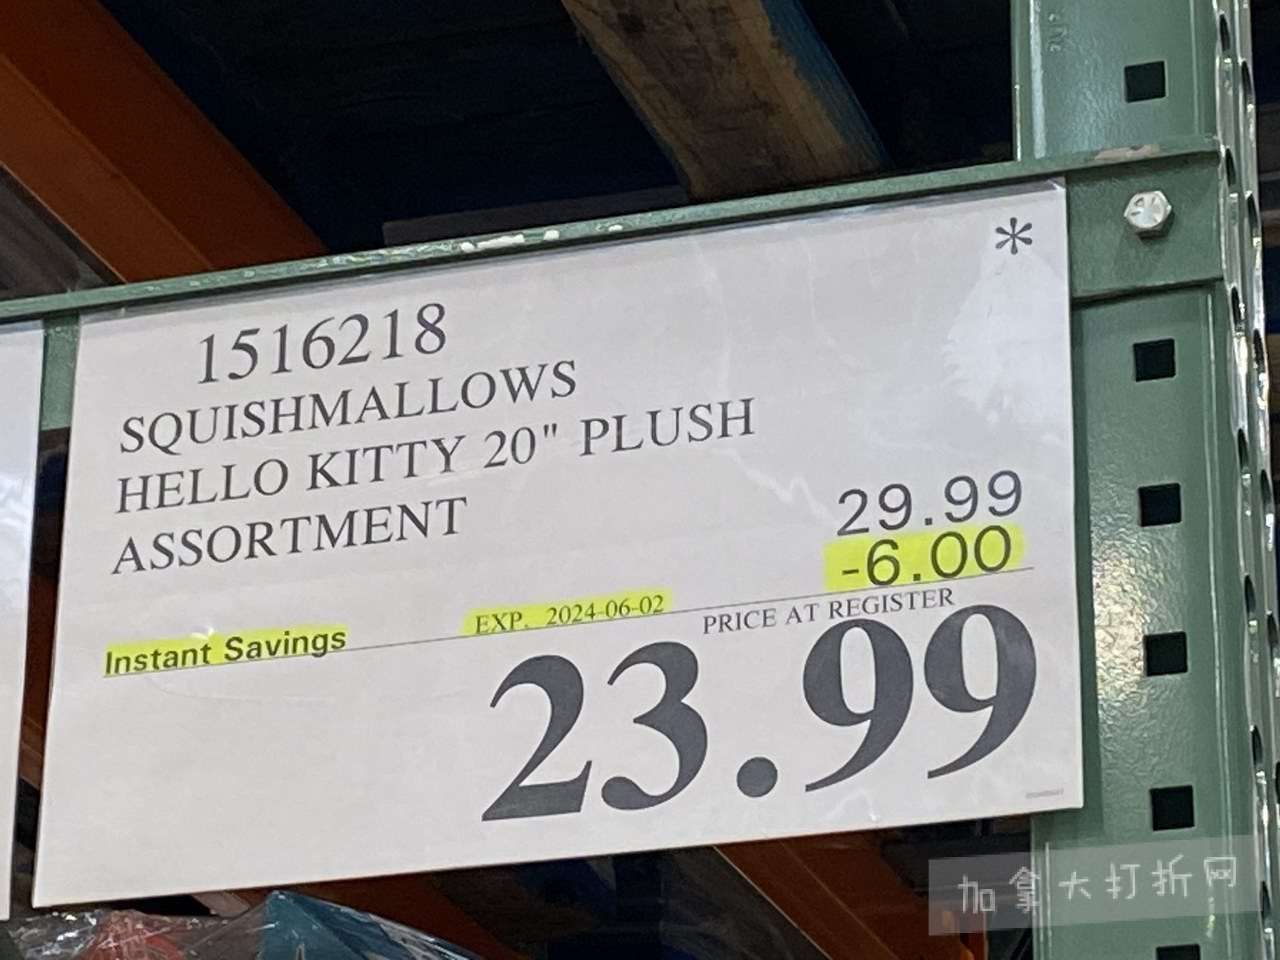 *
1516218
SQUISHMALLOWS
HELLO KITTY 20" PLUSH
ASSORTMENT
29.99
-6.00
Instant Savings
EXP. 2024-06-02
PRICE AT REGISTER
23.99
加拿大打折网